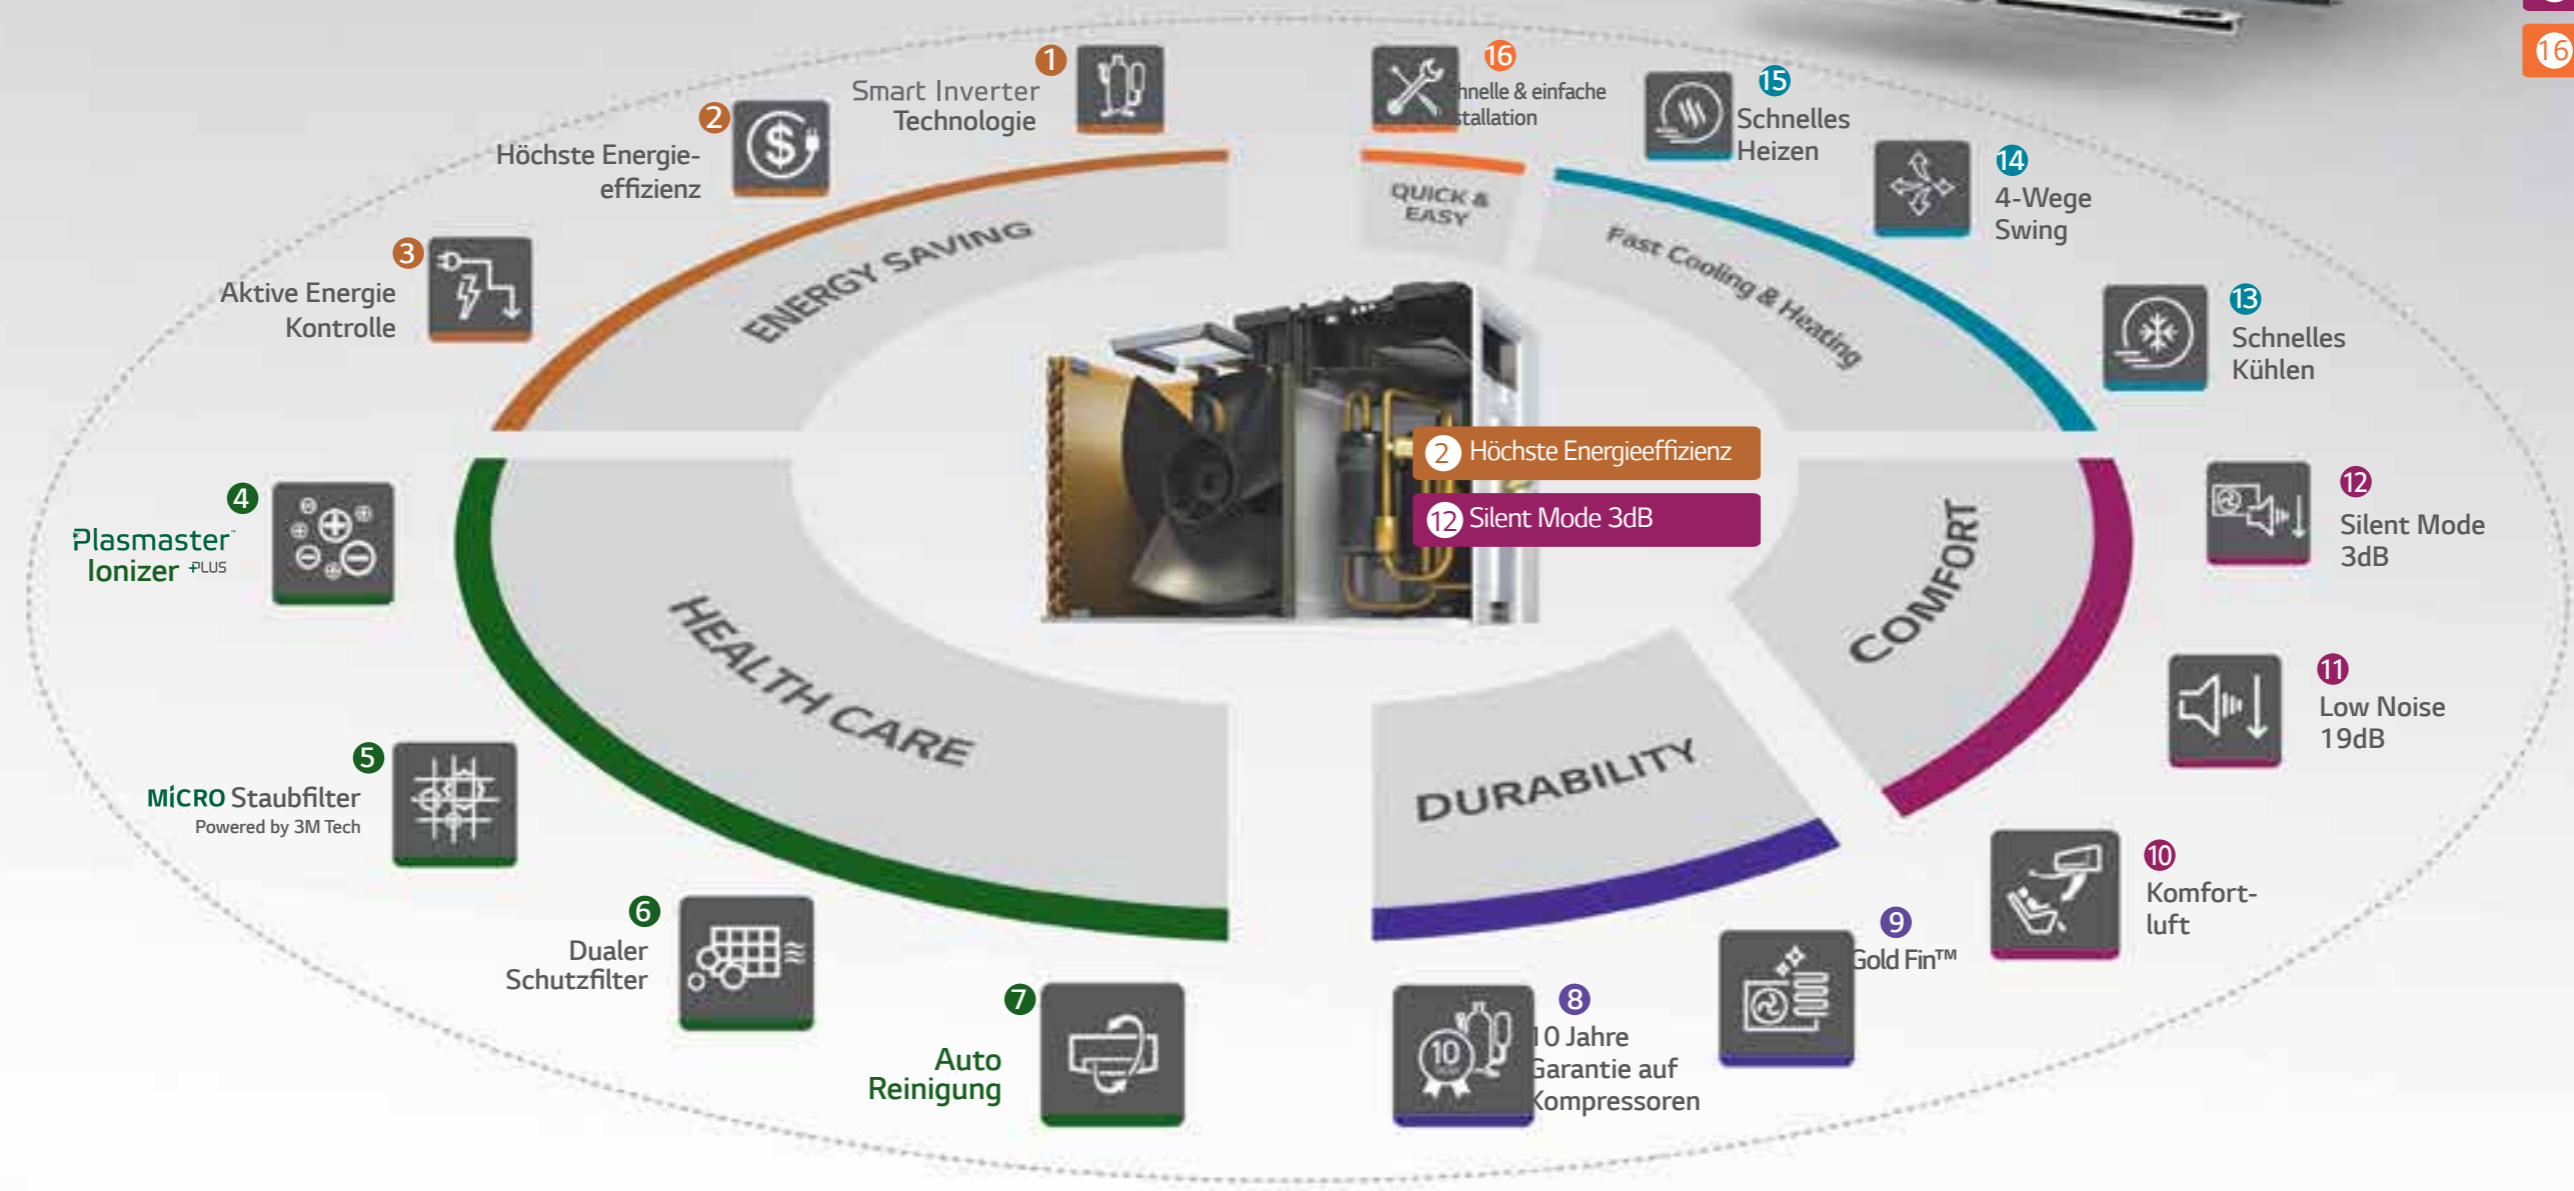 16
1
Smart Inverter
Technologie
2
Höchste Energie-
effizienz
3
Aktive Energie
Kontrolle
4
Plasmaster™
Ionizer +PLUS
5
MICRO Staubfilter
Powered by 3M Tech
6
Dualer
Schutzfilter
7
Auto
Reinigung
8
10 Jahre
Garantie auf
Kompressoren
10
9
Gold Fin™
10
Komfort-
luft
11
Low Noise
19dB
12
Silent Mode
3dB
13
Schnelles
Kühlen
14
4-Wege
Swing
15
Schnelles
Heizen
16
hnelle & einfache
stallation
ENERGY SAVING
QUICK &
EASY
Fast Cooling & Heating
COMFORT
DURABILITY
HEALTH CARE
2 Höchste Energieeffizienz
12 Silent Mode 3dB